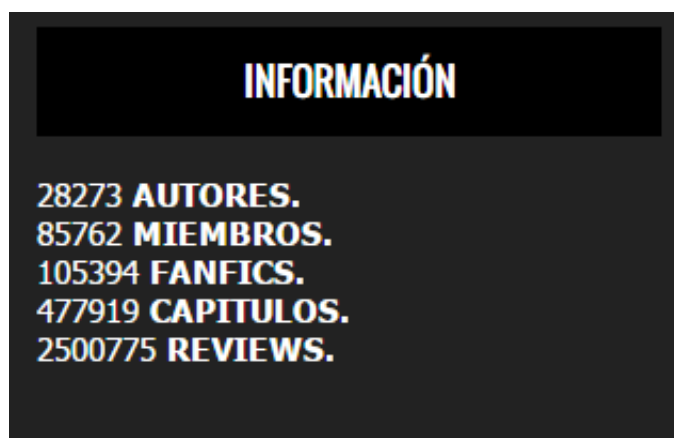 INFORMACIÓN
28273 AUTORES.
85762 MIEMBROS.
105394 FANFICS.
477919 CAPITULOS.
2500775 REVIEWS.